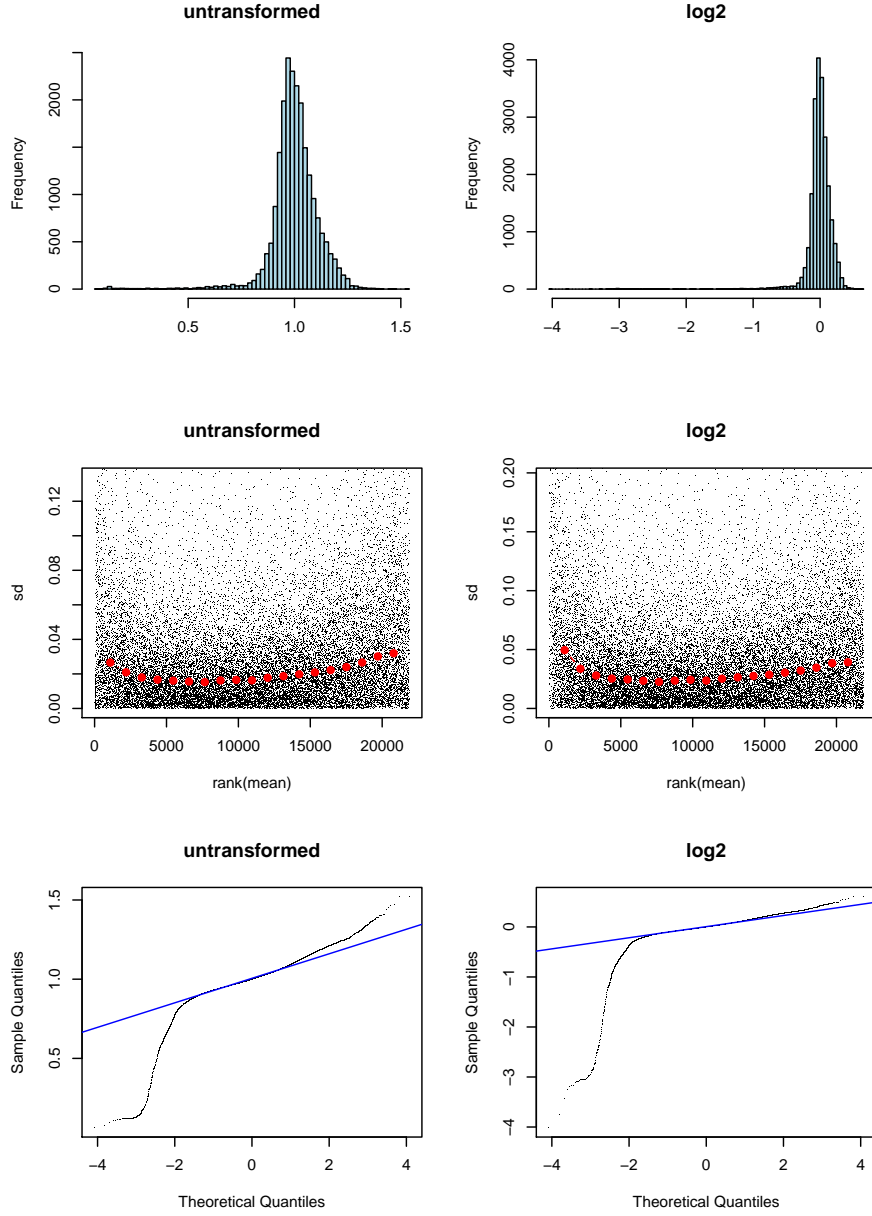 untransformed
log2
Frequency
0 500 1000 2000
0.5 1.0 1.5
Frequency
0 1000 2000 3000 4000
−4 −3 −2 −1 0
untransformed
log2
sd
0.00 0.04 0.08 0.12
0 5000 10000 15000 20000
rank(mean)
sd
0.00 0.05 0.10 0.15 0.20
0 5000 10000 15000 20000
rank(mean)
untransformed
log2
Sample Quantiles
0.5 1.0 1.5
−4 −2 0 2 4
Theoretical Quantiles
Sample Quantiles
−4 −3 −2 −1 0
−4 −2 0 2 4
Theoretical Quantiles